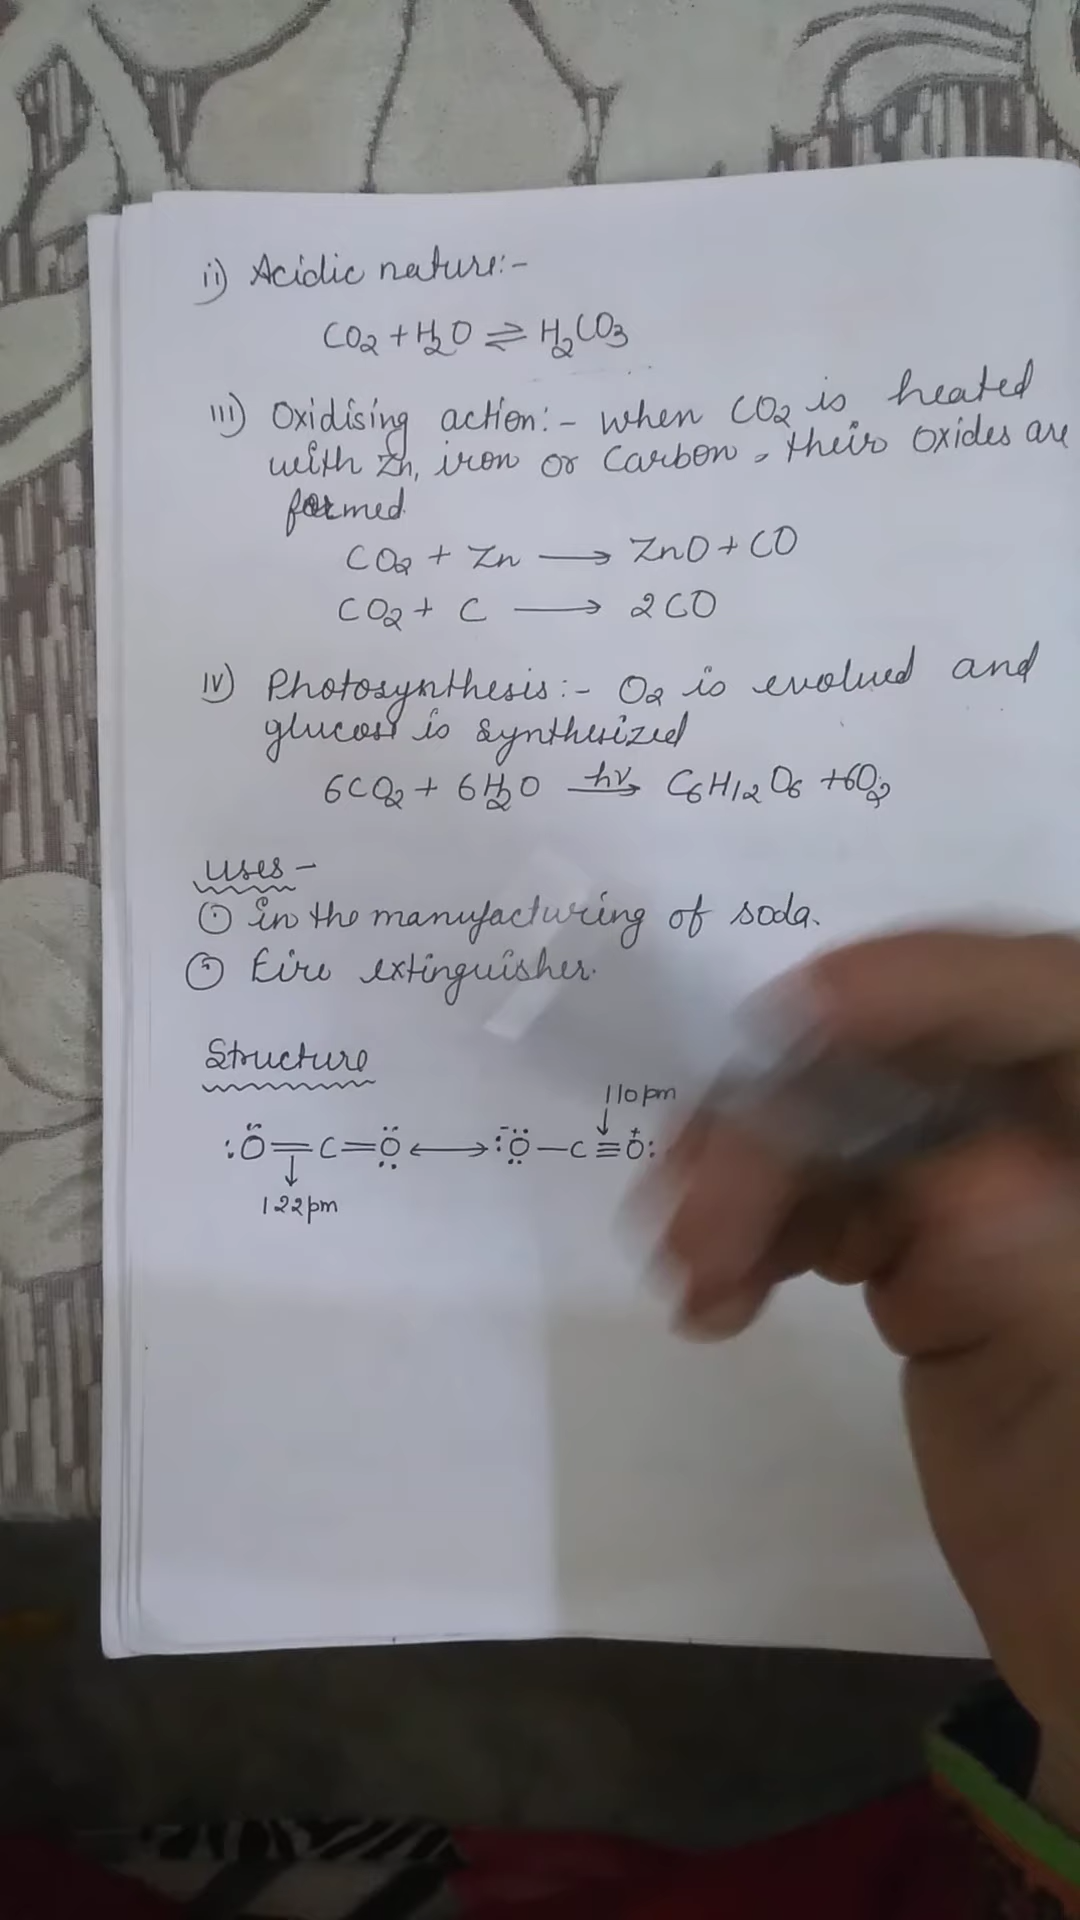 ii) Acidic nature:-
CO2 + H2O ⇌ H2CO3
iii) Oxidising action:- when CO2 is heated
with Zn, iron or Carbon, their oxides are
formed
CO2 + Zn ⟶ ZnO + CO
CO2 + C ⟶ 2CO
iv) Photosynthesis:- O2 is evolved and
glucose is synthesized
6CO2 + 6H2O hν⟶ C6H12O6 + 6O2
Uses -
① in the manufacturing of soda.
② Fire extinguisher.
Structure
110pm
:Ö=C=Ö: ⟷ :Ö-C≡O:
122pm